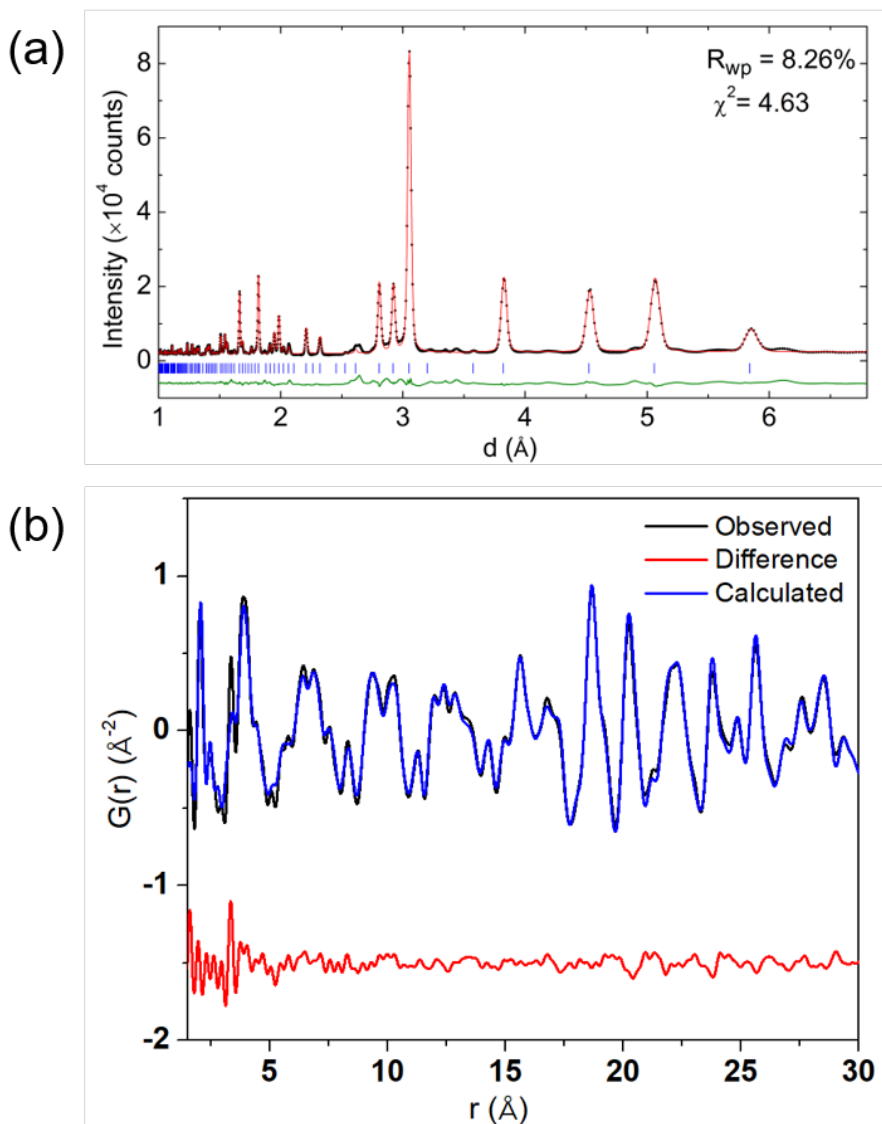 (a)
R_wp = 8.26%
χ²= 4.63
Intensity (×10⁴ counts)
8
6
4
2
0
1 2 3 4 5 6
d (Å)
(b)
Observed
Difference
Calculated
G(r) (Å⁻²)
1
0
-1
-2
5 10 15 20 25 30
r (Å)